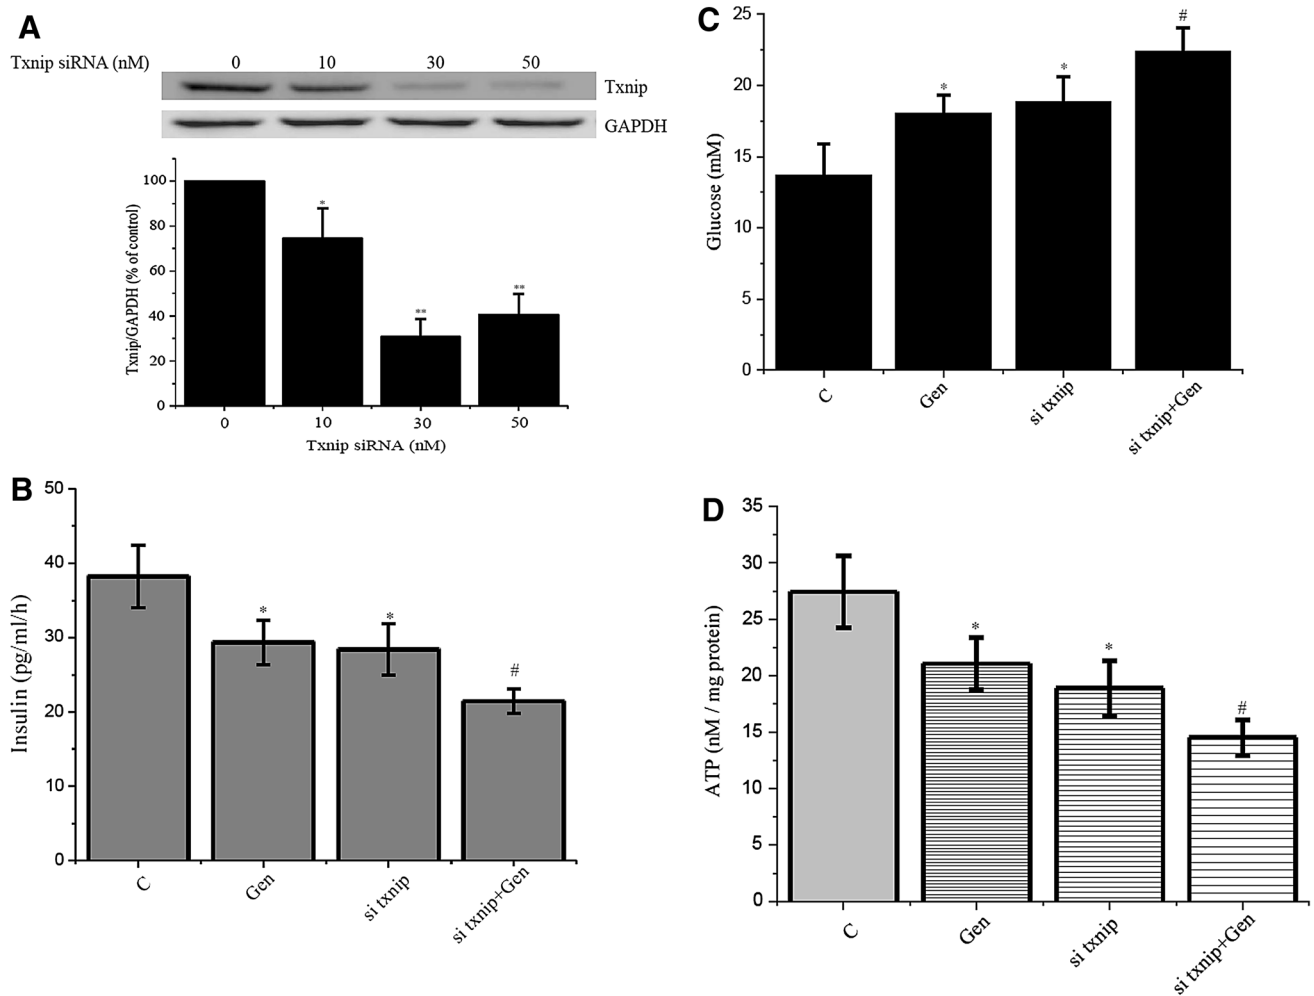 A
Txnip siRNA (nM) 0 10 30 50
Txnip
GAPDH
Txnip/GAPDH (% of control)
100
80
60
40
20
0
*
**
**
0 10 30 50
Txnip siRNA (nM)
B
Insulin (pg/ml/h)
50
40
30
20
10
0
*
*
#
C Gen si txnip si txnip+Gen
C
Glucose (mM)
25
20
15
10
5
0
*
*
#
C Gen si txnip si txnip+Gen
D
ATP (nM / mg protein)
35
30
25
20
15
10
5
0
*
*
#
C Gen si txnip si txnip+Gen